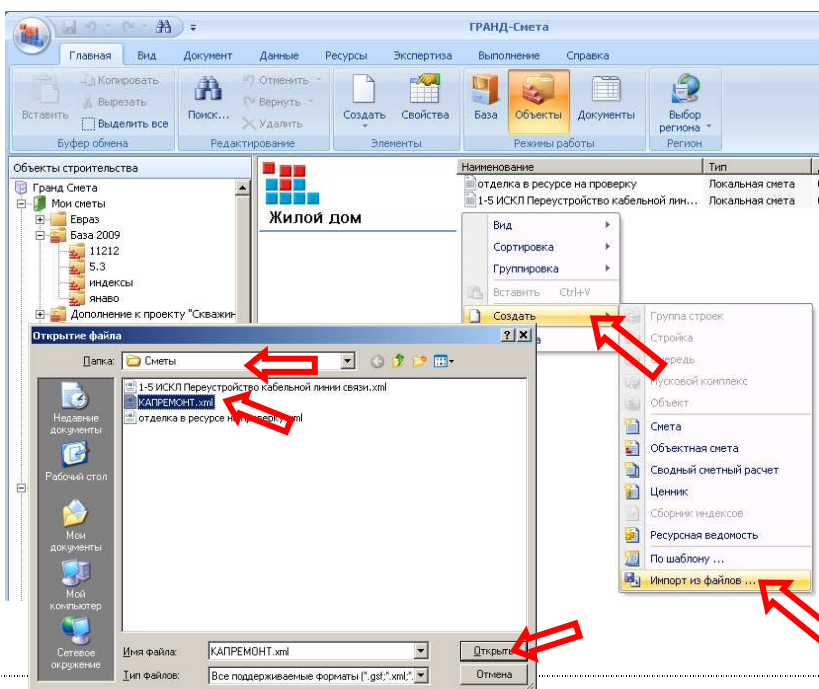 ГРАНД-Смета
Главная Вид Документ Данные Ресурсы Экспертиза Выполнение Справка
Вставить
Копировать
Вырезать
Выделить все
Буфер обмена
Поиск...
Отменить
Вернуть
Удалить
Редактирование
Создать
Свойства
Элементы
База
Объекты
Документы
Режимы работы
Выбор региона
Регион
Объекты строительства
Гранд Смета
Мои сметы
Евраз
База 2009
11212
5.3
индексы
янаво
Дополнение к проекту "Скважин
Жилой дом
Наименование Тип
отделка в ресурсе на проверку Локальная смета
1-5 ИСКЛ Переустройство кабельной лин... Локальная смета
Вид
Сортировка
Группировка
Вставить Ctrl+V
Создать
Группа строек
Стройка
Пусковой комплекс
Объект
Смета
Объектная смета
Сводный сметный расчет
Ценник
Сборник индексов
Ресурсная ведомость
По шаблону ...
Импорт из файлов ...
Открытие файла
Папка: Сметы
Недавние документы
Рабочий стол
Мои документы
Мой компьютер
Сетевое окружение
1-5 ИСКЛ Переустройство кабельной линии связи.xml
КАПРЕМОНТ.xml
отделка в ресурсе на проверку.xml
Имя файла: КАПРЕМОНТ.xml
Открыть
Тип файлов: Все поддерживаемые форматы (*.gsf;*.xml;*.
Отмена